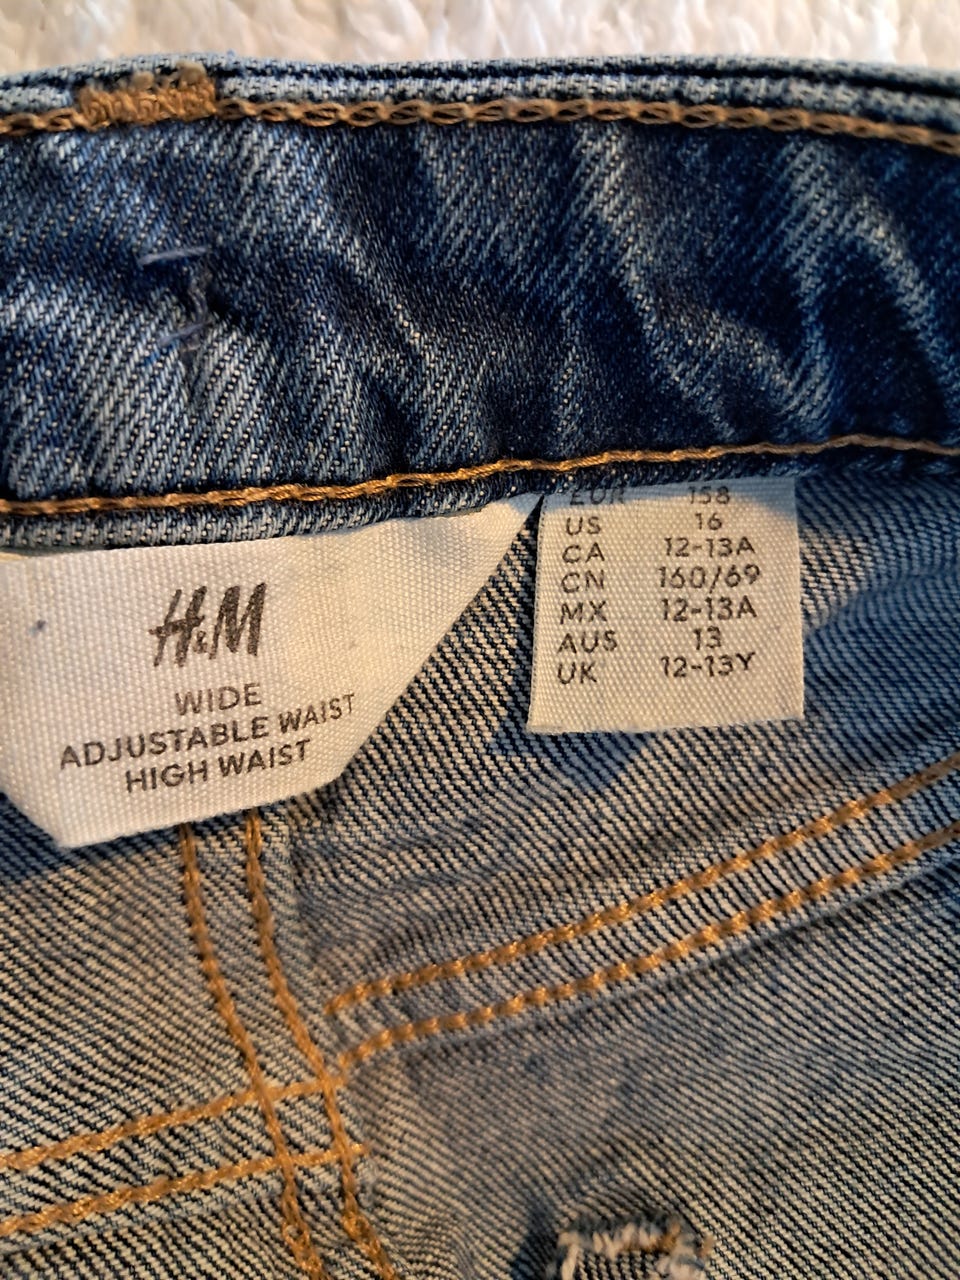 H&M
WIDE
ADJUSTABLE WAIST
HIGH WAIST
EUR 158
US 16
CA 12-13A
CN 160/69
MX 12-13A
AUS 13
UK 12-13Y